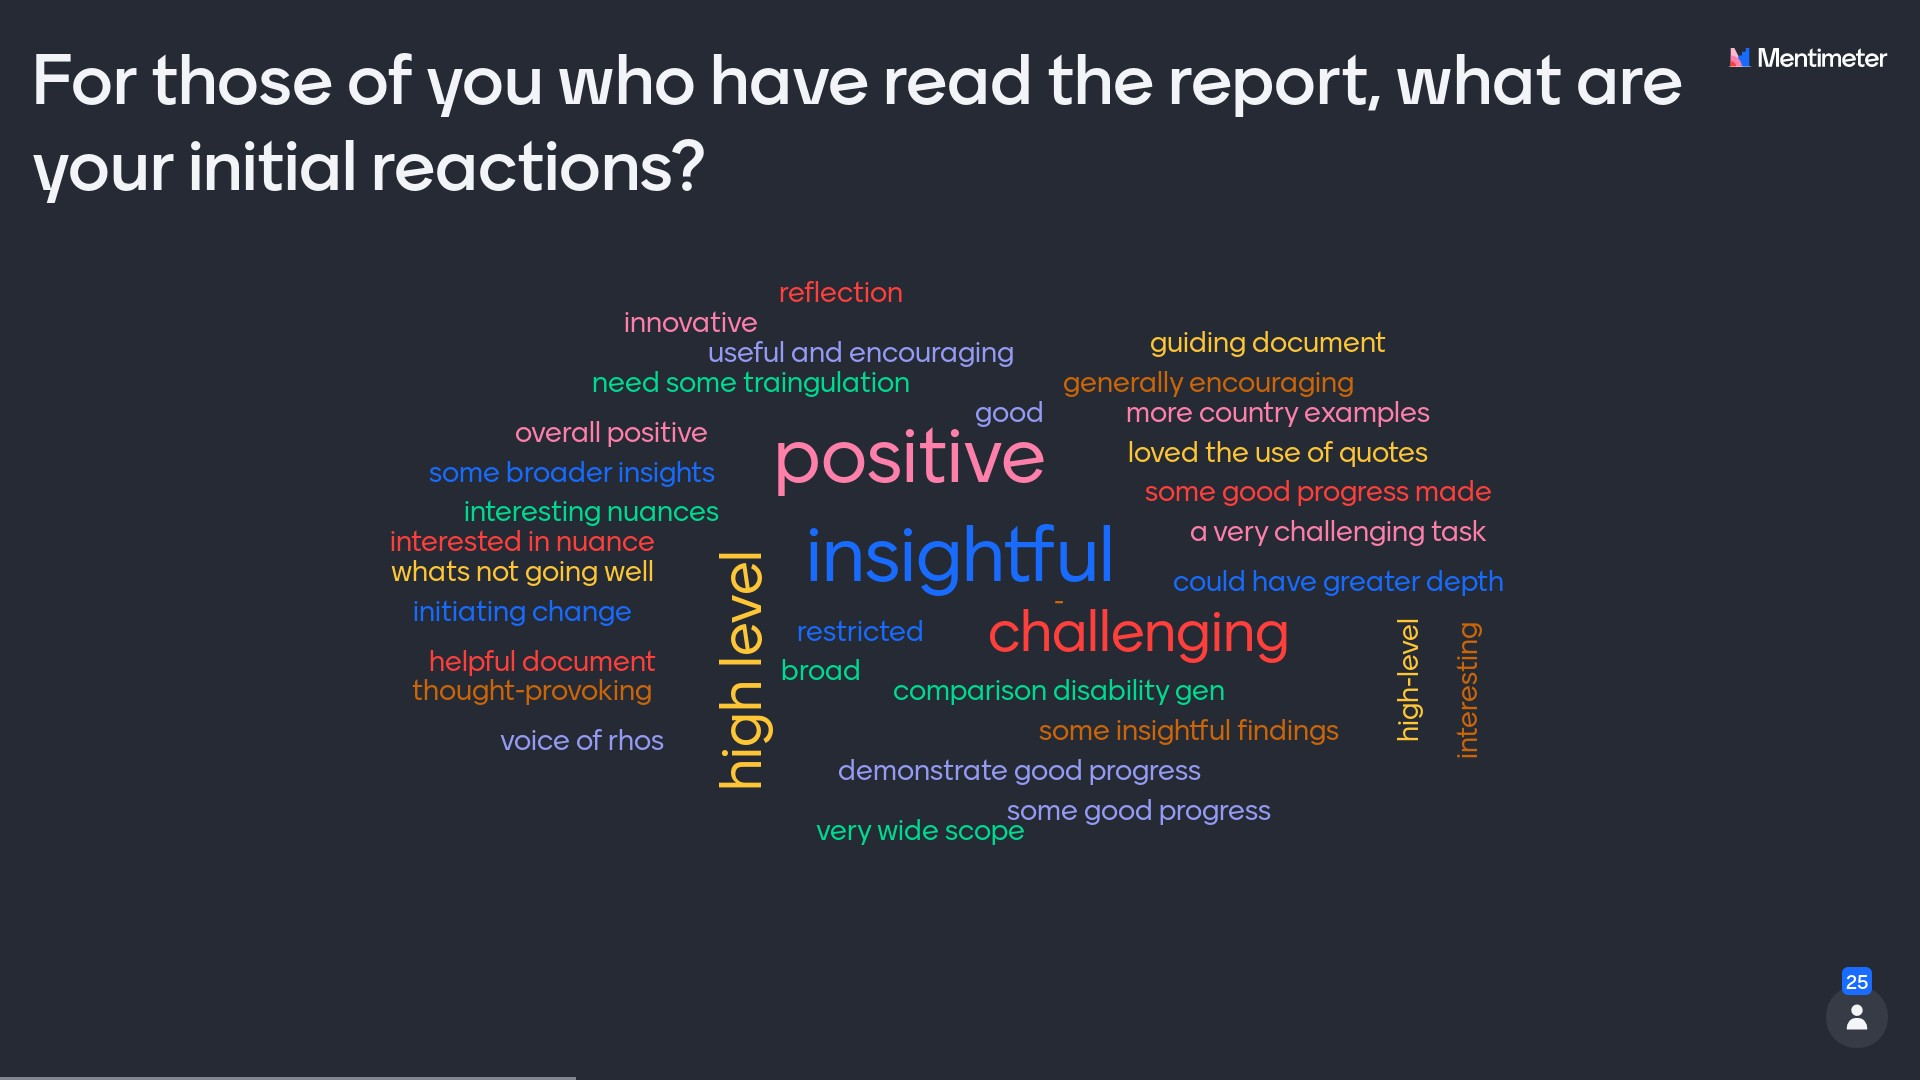 For those of you who have read the report, what are
your initial reactions?
Mentimeter
reflection
innovative
guiding document
useful and encouraging
need some traingulation
generally encouraging
good
more country examples
overall positive
positive
loved the use of quotes
some broader insights
some good progress made
interesting nuances
a very challenging task
interested in nuance
insightful
whats not going well
could have greater depth
-
initiating change
high level
restricted
challenging
high-level
interesting
helpful document
broad
thought-provoking
comparison disability gen
some insightful findings
voice of rhos
demonstrate good progress
some good progress
very wide scope
25